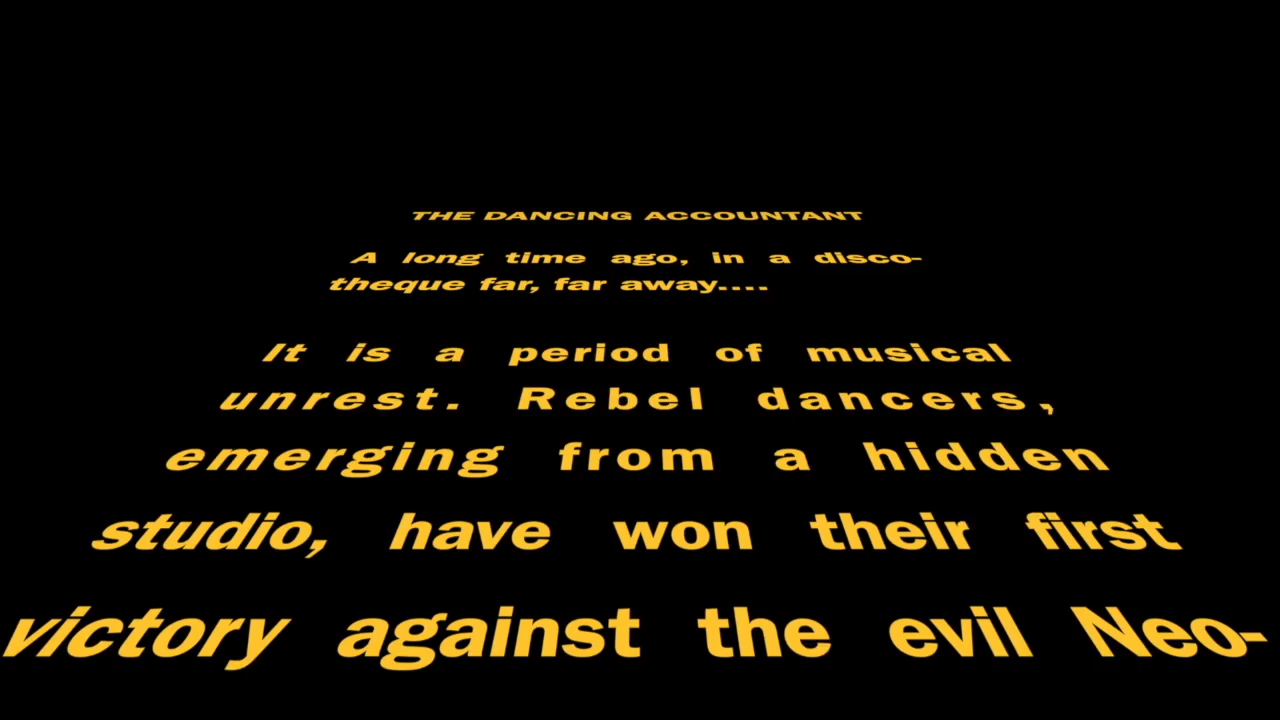 THE DANCING ACCOUNTANT
A long time ago, in a disco-
theque far, far away....
It is a period of musical
unrest. Rebel dancers,
emerging from a hidden
studio, have won their first
victory against the evil Neo-